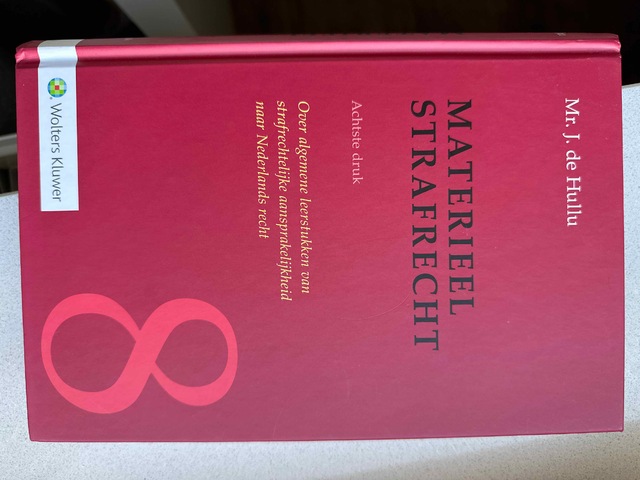 Mr. J. de Hullu
MATERIEEL
STRAFRECHT
Achtste druk
Over algemene leerstukken van
strafrechtelijke aansprakelijkheid
naar Nederlands recht
8
Wolters Kluwer